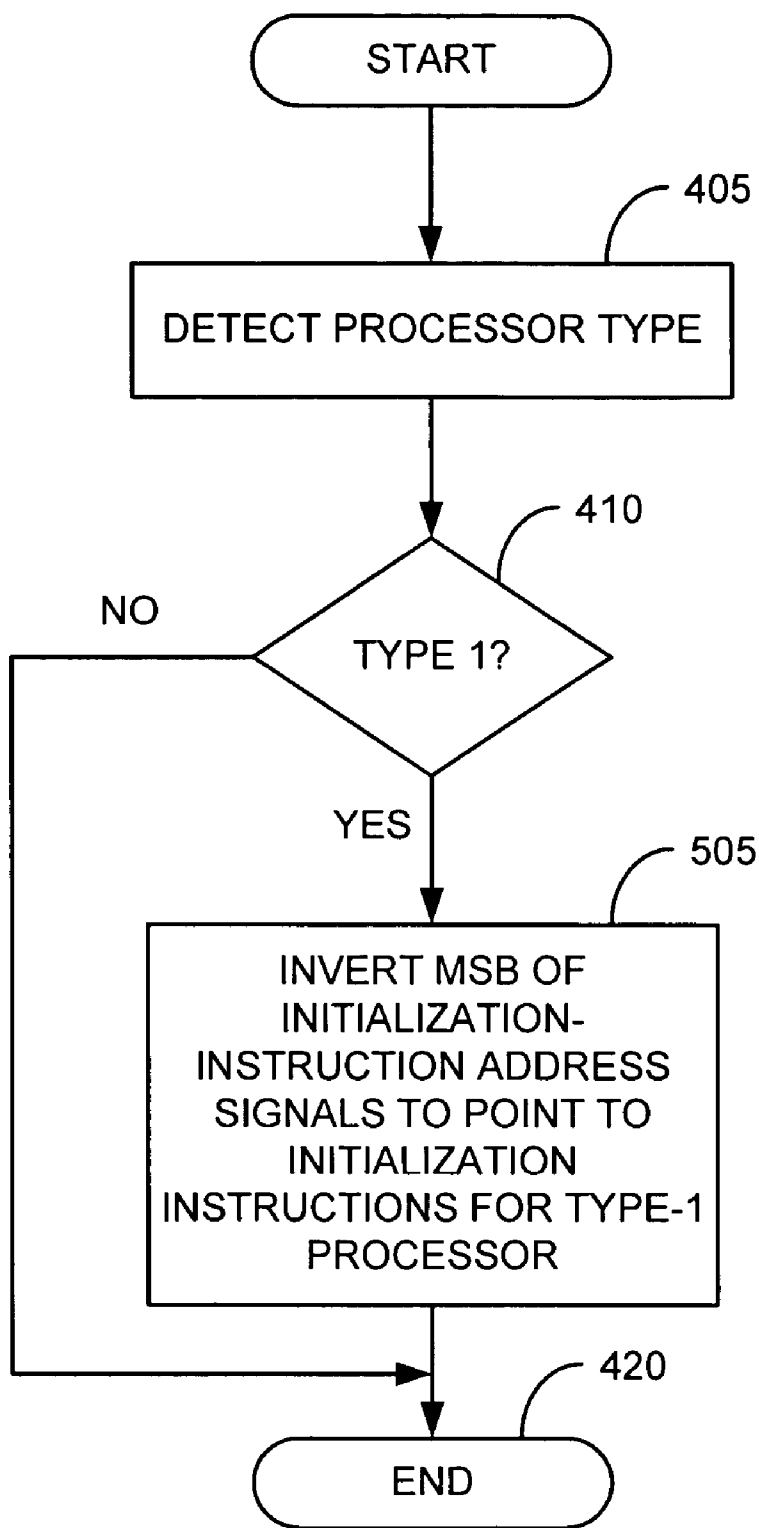 START
405
DETECT PROCESSOR TYPE
410
NO
TYPE 1?
YES
505
INVERT MSB OF
INITIALIZATION-
INSTRUCTION ADDRESS
SIGNALS TO POINT TO
INITIALIZATION
INSTRUCTIONS FOR TYPE-1
PROCESSOR
420
END